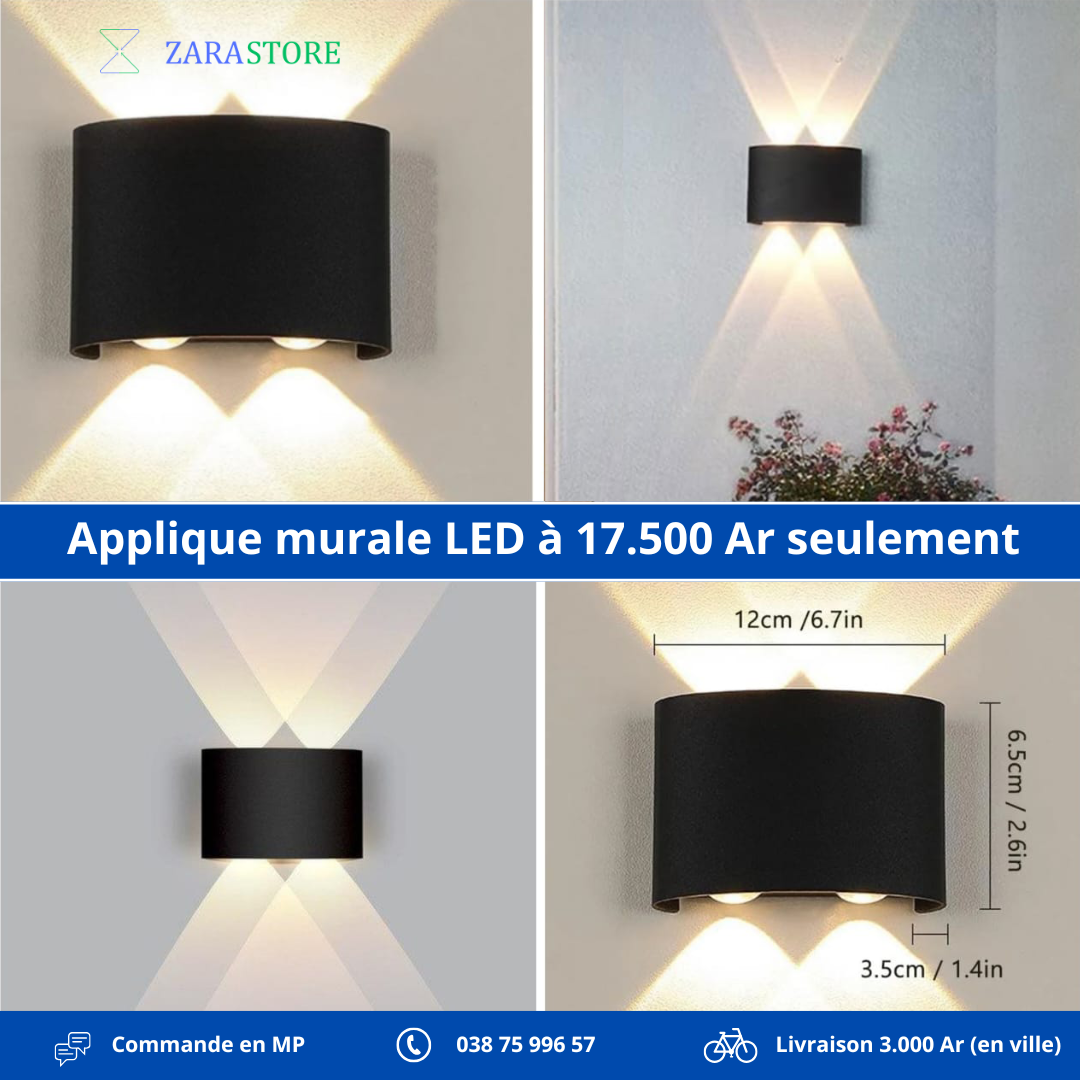 ZARASTORE
Applique murale LED à 17.500 Ar seulement
12cm /6.7in
6.5cm / 2.6in
3.5cm / 1.4in
Commande en MP
038 75 996 57
Livraison 3.000 Ar (en ville)